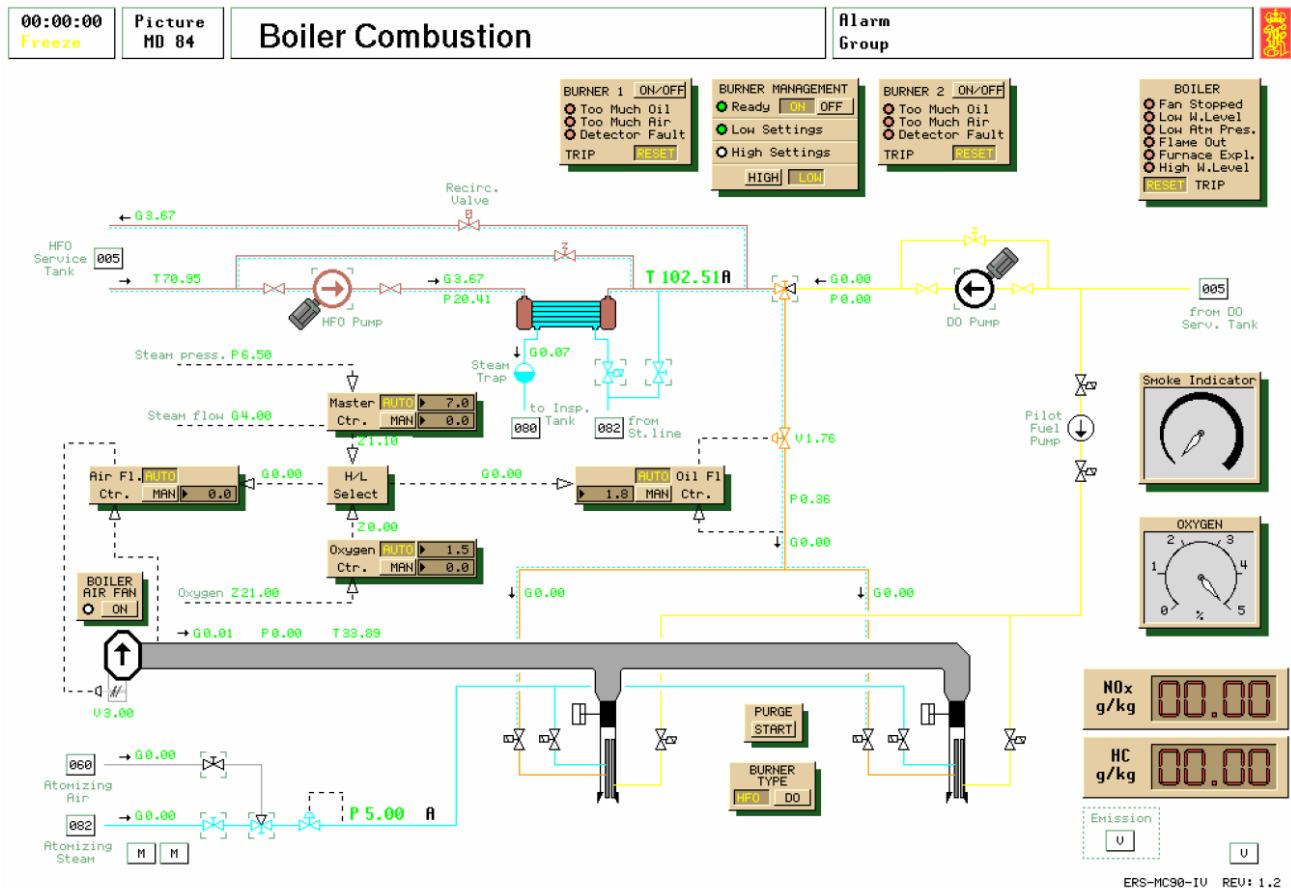 00:00:00
Freeze
Picture
MD 84
Boiler Combustion
Alarm
Group
BURNER 1 ON/OFF
Too Much Oil
Too Much Air
Detector Fault
TRIP RESET
BURNER MANAGEMENT
Ready ON OFF
Low Settings
High Settings
HIGH LOW
BURNER 2 ON/OFF
Too Much Oil
Too Much Air
Detector Fault
TRIP RESET
BOILER
Fan Stopped
Low W.Level
Low Atm Pres.
Flame Out
Furnace Expl.
High W.Level
RESET TRIP
Recirc.
Valve
G3.67
HFO
Service
Tank
005
T70.95
G3.67
P20.41
HFO Pump
T 102.51A
G0.00
P0.00
DO Pump
005
from DO
Serv. Tank
Steam press. P6.50
Steam
Trap
G0.07
to Insp.
Tank
080
082
from
St.line
Steam flow G4.00
Master AUTO 7.0
Ctr. MAN 0.0
Z1.10
Air Fl. AUTO
Ctr. MAN 0.0
G0.00
H/L
Select
G0.00
AUTO Oil Fl
1.8 MAN Ctr.
V1.76
P0.86
G0.00
Z0.00
Oxygen AUTO 1.5
Ctr. MAN 0.0
Oxygen Z21.00
Pilot
Fuel
Pump
Smoke Indicator
OXYGEN
0 1 2 3 4 5
%
BOILER
AIR FAN
ON
G0.00
G0.00
G0.01 P0.00 T33.89
V3.00
PURGE
START
BURNER
TYPE
HFO DO
NOx
g/kg
00.00
HC
g/kg
00.00
060
G0.00
Atomizing
Air
082
G0.00
Atomizing
Steam
M M
P 5.00 A
Emission
V
V
ERS-MC90-IV REV: 1.2